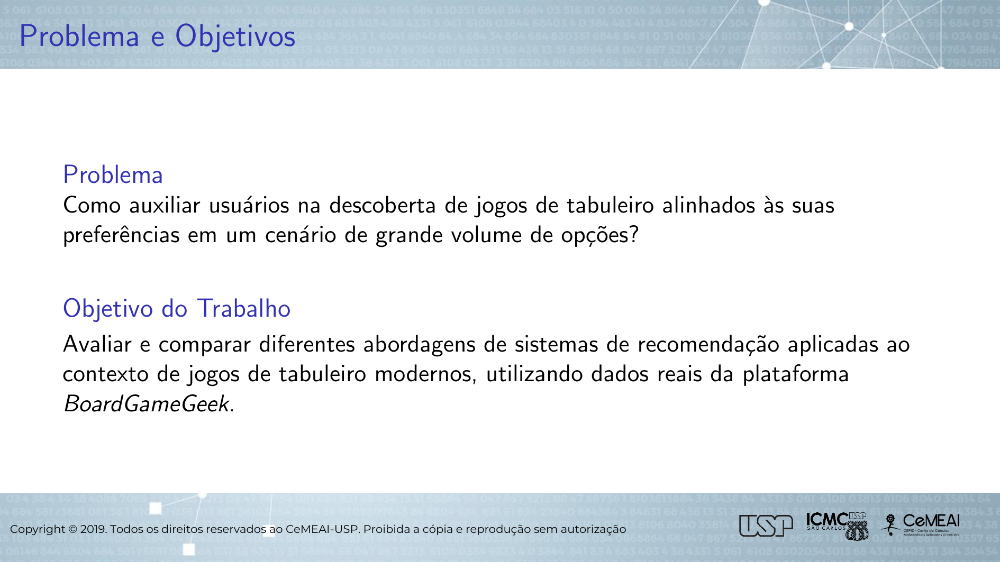 Problema e Objetivos
Problema
Como auxiliar usuários na descoberta de jogos de tabuleiro alinhados às suas
preferências em um cenário de grande volume de opções?
Objetivo do Trabalho
Avaliar e comparar diferentes abordagens de sistemas de recomendação aplicadas ao
contexto de jogos de tabuleiro modernos, utilizando dados reais da plataforma
BoardGameGeek.
Copyright © 2019. Todos os direitos reservados ao CeMEAI-USP. Proibida a cópia e reprodução sem autorização
USP
ICMC USP
SÃO CARLOS
CeMEAI
CEPID - Centro de Ciências
Matemáticas Aplicadas à Indústria